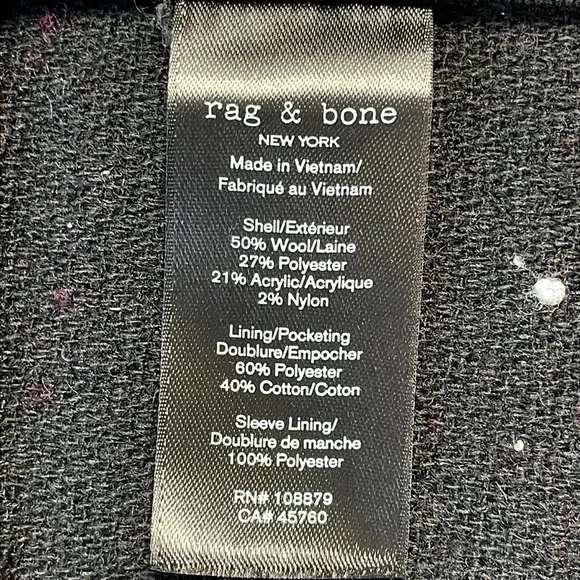 rag & bone
NEW YORK
Made in Vietnam/
Fabriqué au Vietnam
Shell/Extérieur
50% Wool/Laine
27% Polyester
21% Acrylic/Acrylique
2% Nylon
Lining/Pocketing
Doublure/Empocher
60% Polyester
40% Cotton/Coton
Sleeve Lining/
Doublure de manche
100% Polyester
RN# 108879
CA# 45760